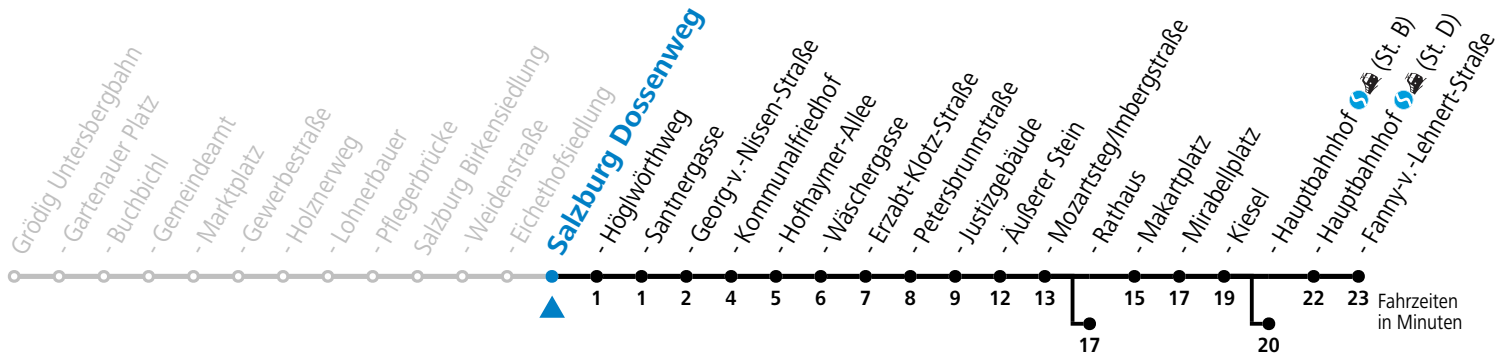 Grödig Untersbergbahn
- Gartenauer Platz
- Buchbichl
- Gemeindeamt
- Marktplatz
- Gewerbestraße
- Holznerweg
- Lohnerbauer
- Pflegerbrücke
Salzburg Birkensiedlung
- Weidenstraße
- Eichethofsiedlung
Salzburg Dossenweg
- Höglwörthweg
- Santnergasse
- Georg-v.-Nissen-Straße
- Kommunalfriedhof
- Hofhaymer-Allee
- Wäschergasse
- Erzabt-Klotz-Straße
- Petersbrunnstraße
- Justizgebäude
- Äußerer Stein
- Mozartsteg/Imbergstraße
- Rathaus
- Makartplatz
- Mirabellplatz
- Kiesel
- Hauptbahnhof (St. B)
- Hauptbahnhof (St. D)
- Fanny-v.-Lehnert-Straße
1 1 2 4 5 6 7 8 9 12 13 15 17 19 22 23 Fahrzeiten
in Minuten
17 20